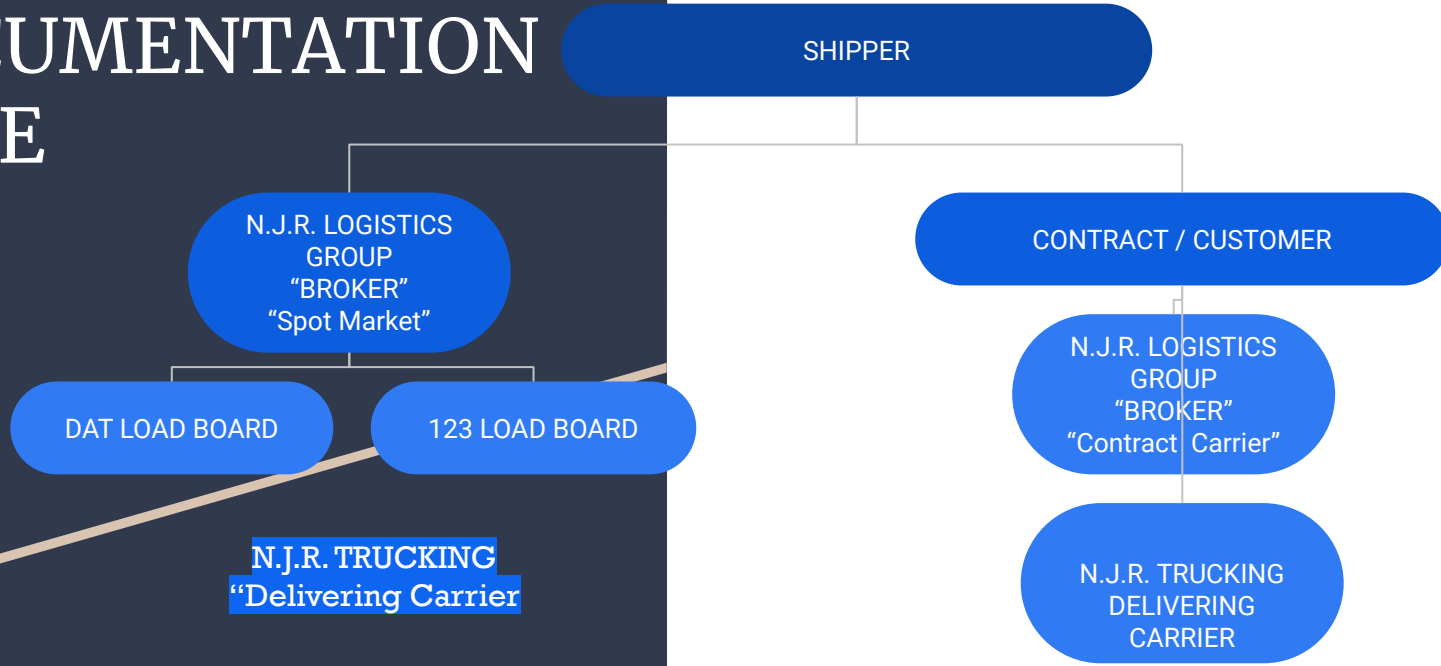 CUMENTATION
E
SHIPPER
N.J.R. LOGISTICS
GROUP
“BROKER”
“Spot Market”
CONTRACT / CUSTOMER
DAT LOAD BOARD
123 LOAD BOARD
N.J.R. LOGISTICS
GROUP
“BROKER”
“Contract  Carrier”
N.J.R. TRUCKING
“Delivering Carrier
N.J.R. TRUCKING
DELIVERING
CARRIER